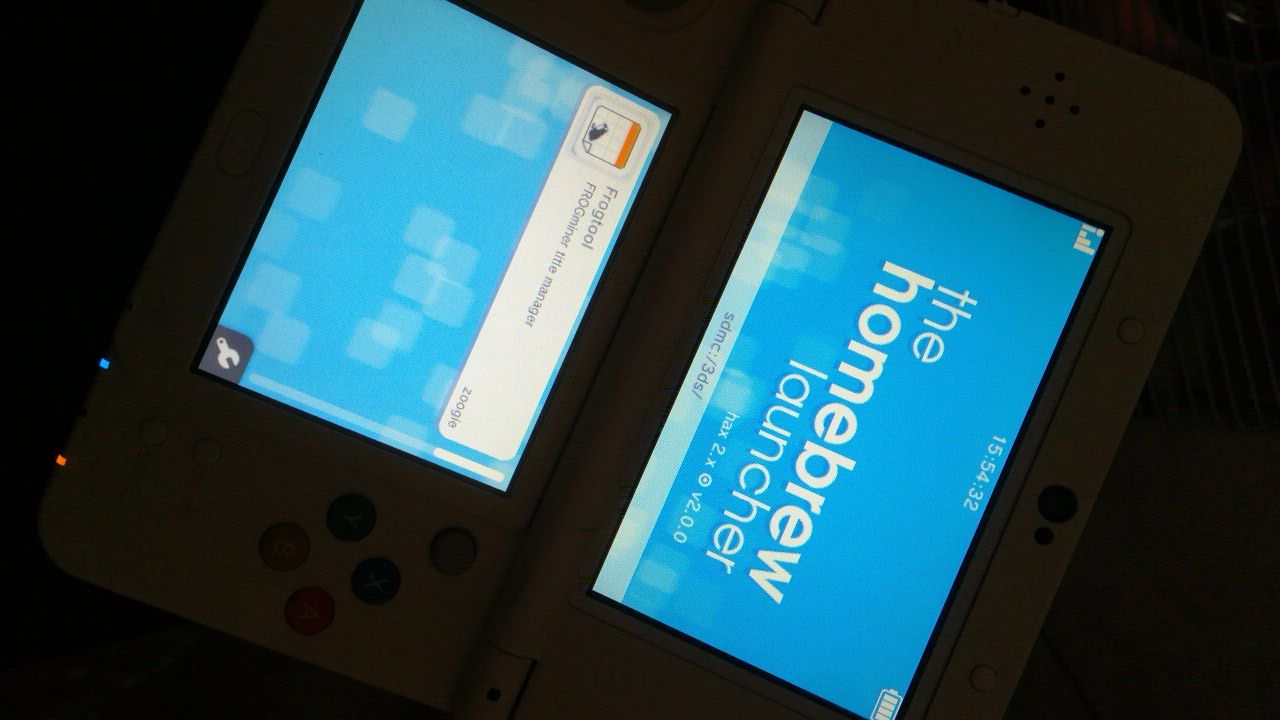 15:54:32
the
homebrew
launcher
hax 2.x ⊙ v2.0.0
sdmc:/3ds/
Frogtool
FROGminer title manager
zoogie
X
Y
A
B